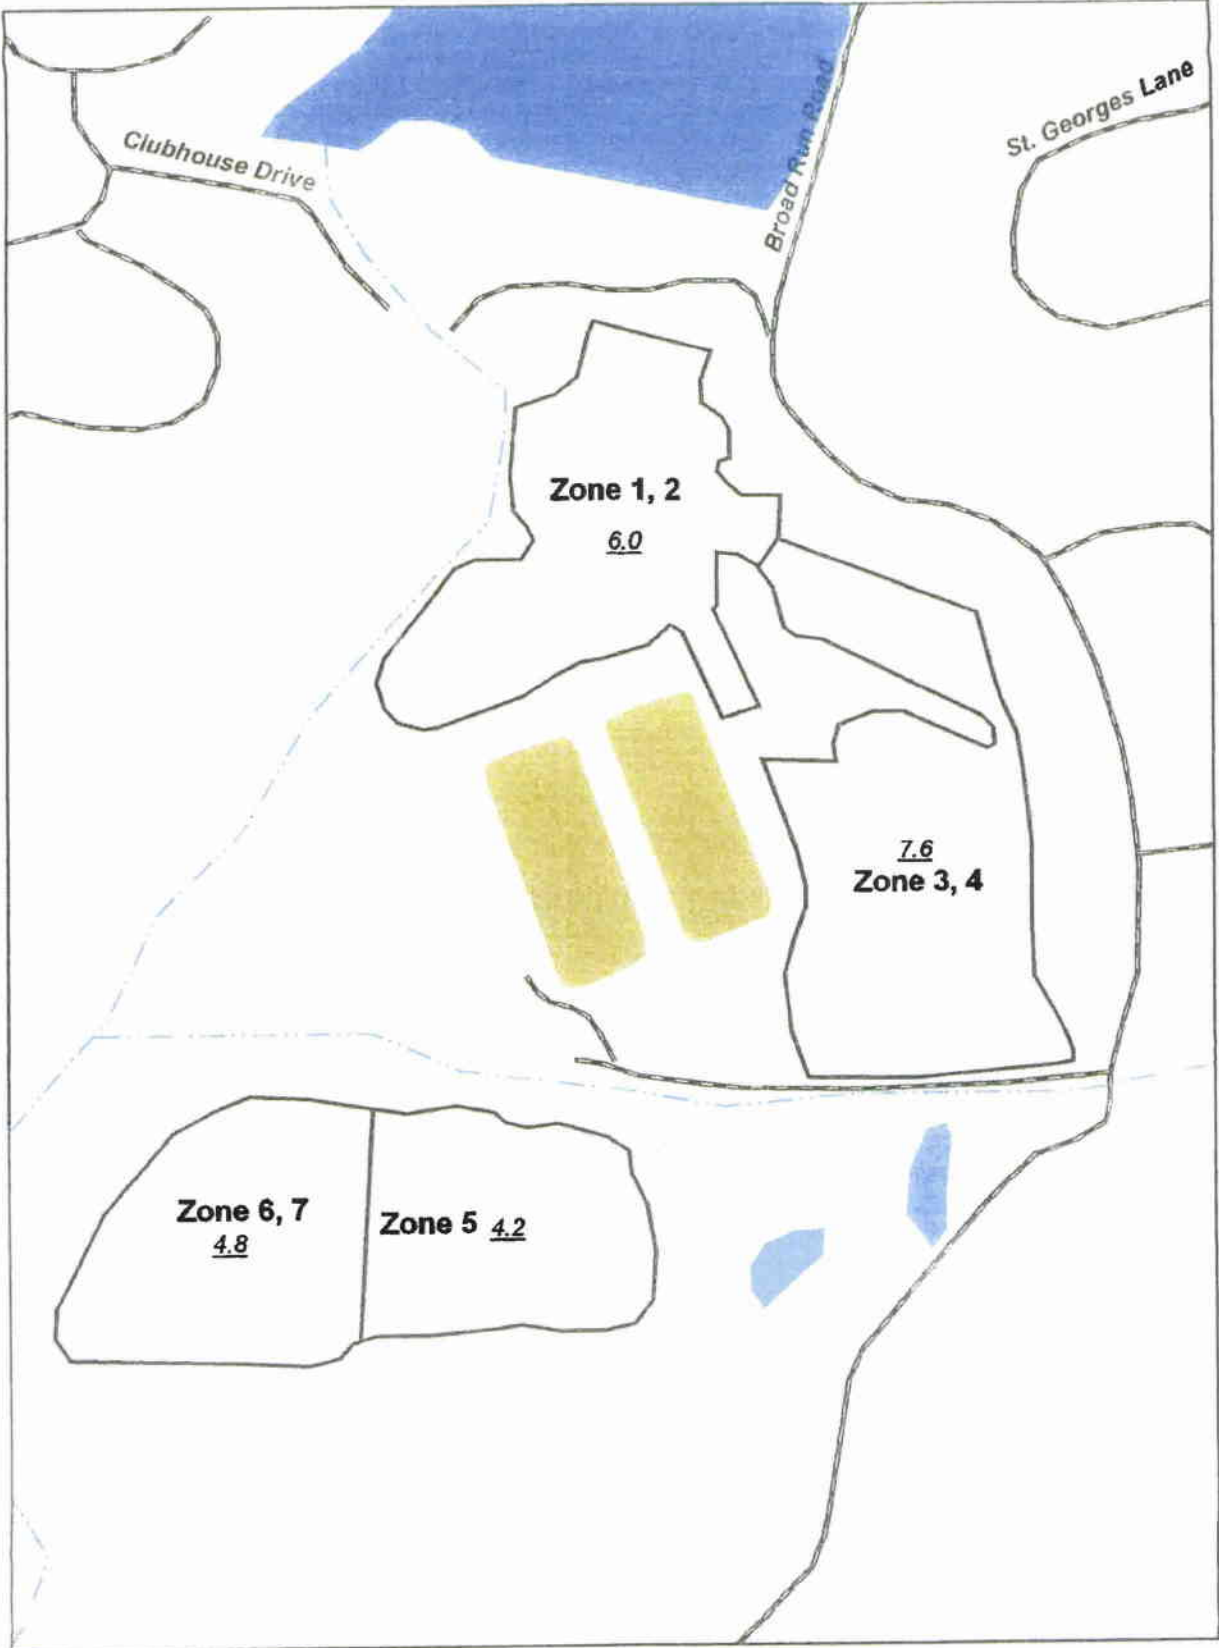 Clubhouse Drive
Broad Run Road
St. Georges Lane
Zone 1, 2
6.0
7.6
Zone 3, 4
Zone 6, 7
4.8
Zone 5 4.2